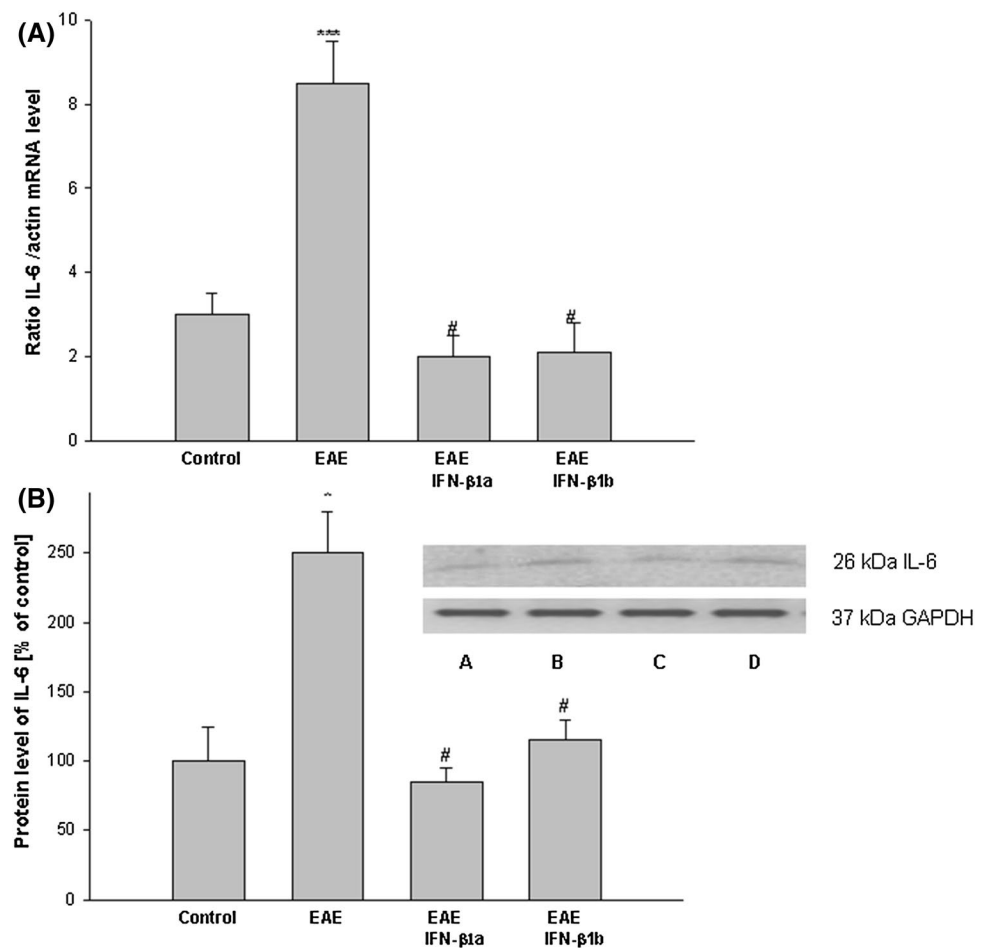 (A)
Ratio IL-6 /actin mRNA level
10
8
6
4
2
0
***
#
#
Control
EAE
EAE
IFN-β1a
EAE
IFN-β1b
(B)
Protein level of IL-6 [% of control]
250
200
150
100
50
0
*
#
#
26 kDa IL-6
37 kDa GAPDH
A B C D
Control
EAE
EAE
IFN-β1a
EAE
IFN-β1b